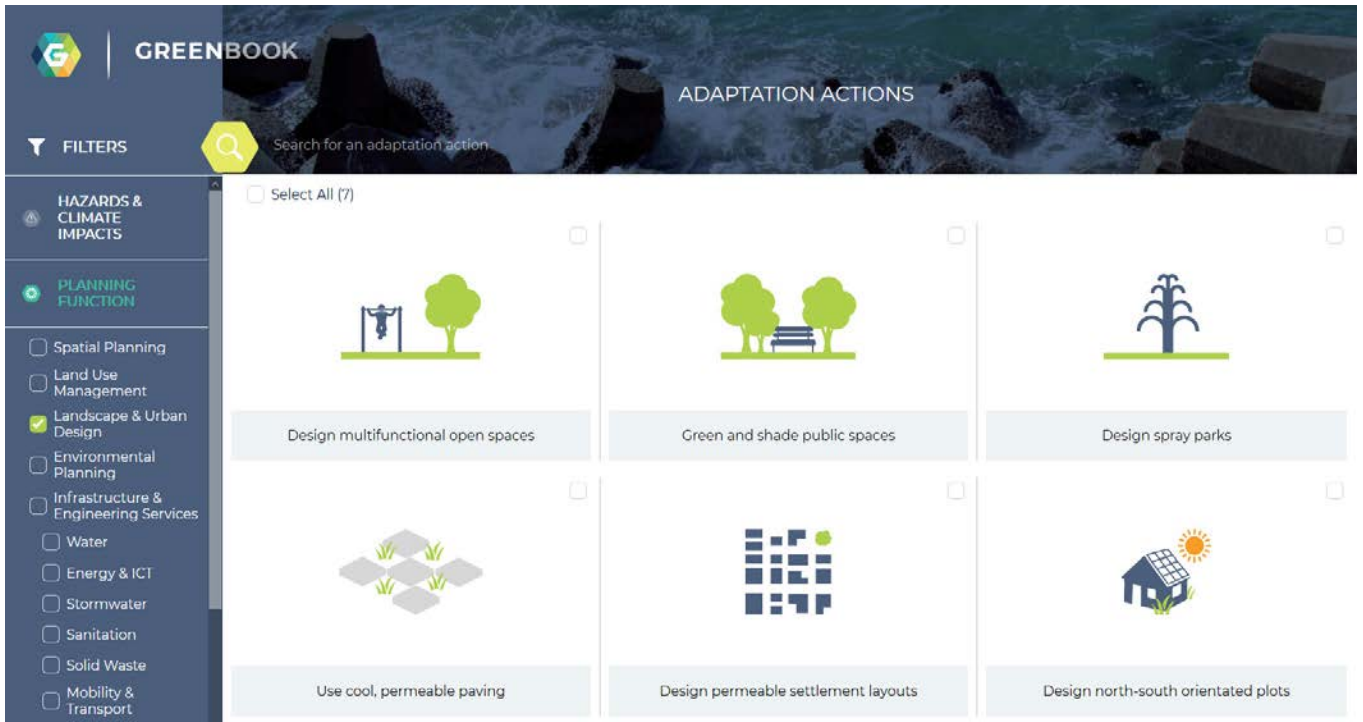 G
GREENBOOK
ADAPTATION ACTIONS
FILTERS
Search for an adaptation action
HAZARDS &
CLIMATE
IMPACTS
PLANNING
FUNCTION
Spatial Planning
Land Use
Management
Landscape & Urban
Design
Environmental
Planning
Infrastructure &
Engineering Services
Water
Energy & ICT
Stormwater
Sanitation
Solid Waste
Mobility &
Transport
Select All (7)
Design multifunctional open spaces
Green and shade public spaces
Design spray parks
Use cool, permeable paving
Design permeable settlement layouts
Design north-south orientated plots